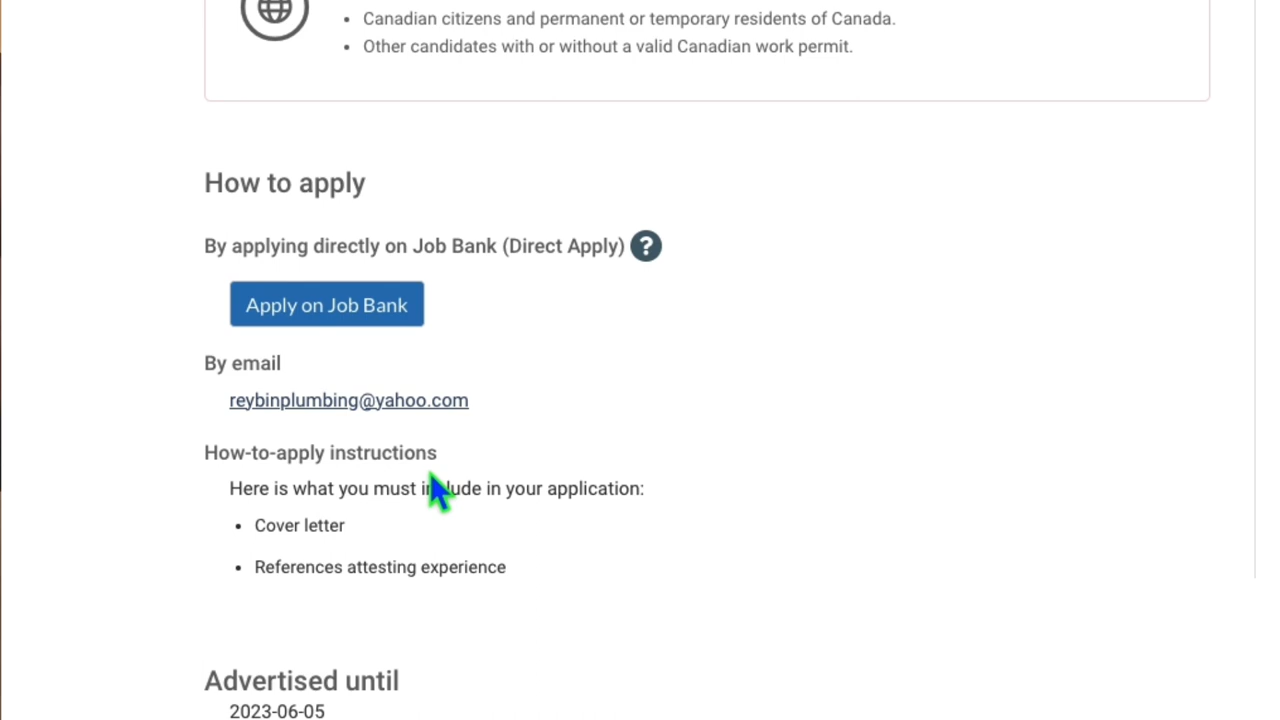 Canadian citizens and permanent or temporary residents of Canada.
Other candidates with or without a valid Canadian work permit.
How to apply
By applying directly on Job Bank (Direct Apply) ?
Apply on Job Bank
By email
reybinplumbing@yahoo.com
How-to-apply instructions
Here is what you must include in your application:
Cover letter
References attesting experience
Advertised until
2023-06-05